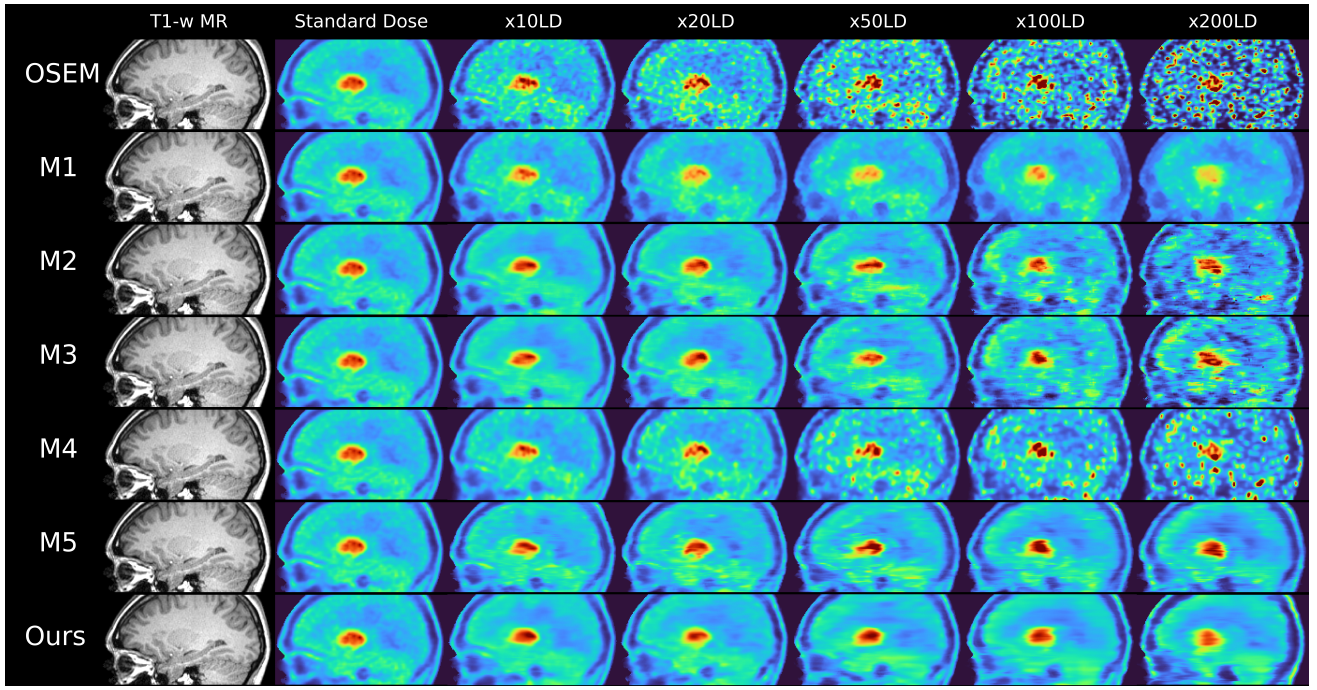 T1-w MR Standard Dose x10LD x20LD x50LD x100LD x200LD
OSEM
M1
M2
M3
M4
M5
Ours